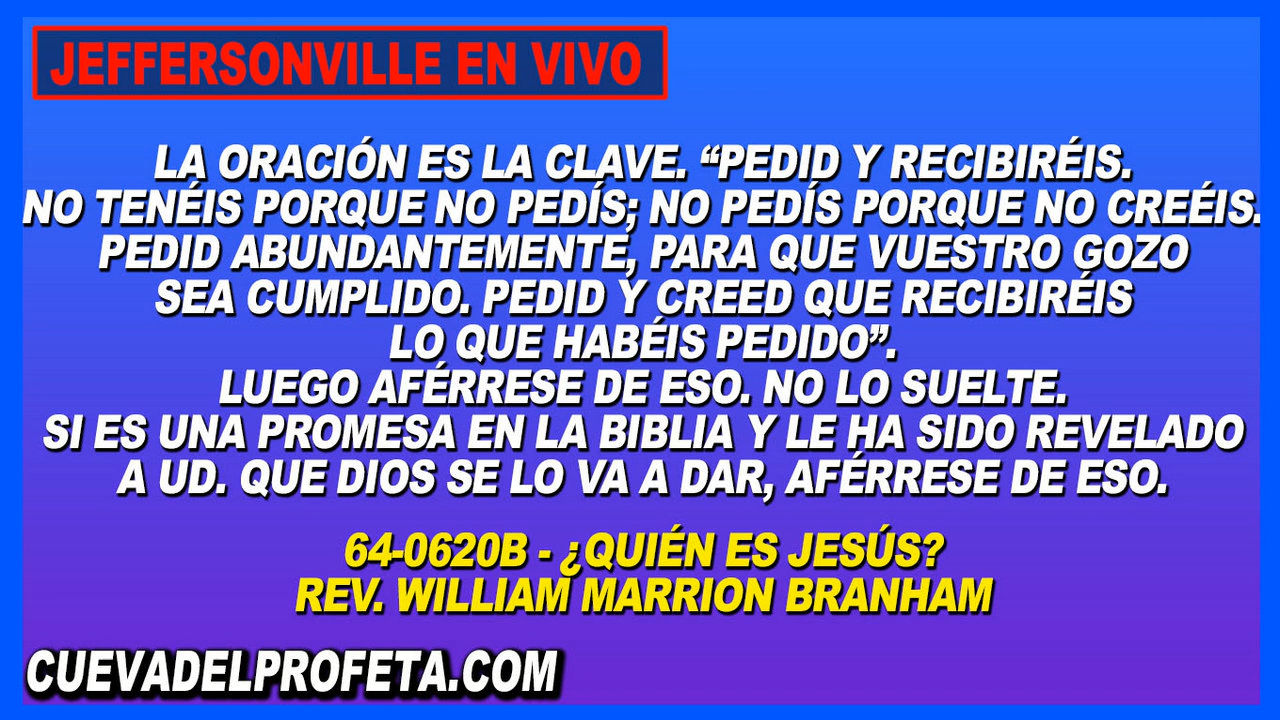 JEFFERSONVILLE EN VIVO
LA ORACIÓN ES LA CLAVE. “PEDID Y RECIBIRÉIS.
NO TENÉIS PORQUE NO PEDÍS; NO PEDÍS PORQUE NO CREÉIS.
PEDID ABUNDANTEMENTE, PARA QUE VUESTRO GOZO
SEA CUMPLIDO. PEDID Y CREED QUE RECIBIRÉIS
LO QUE HABÉIS PEDIDO”.
LUEGO AFÉRRESE DE ESO. NO LO SUELTE.
SI ES UNA PROMESA EN LA BIBLIA Y LE HA SIDO REVELADO
A UD. QUE DIOS SE LO VA A DAR, AFÉRRESE DE ESO.
64-0620B - ¿QUIÉN ES JESÚS?
REV. WILLIAM MARRION BRANHAM
CUEVADELPROFETA.COM